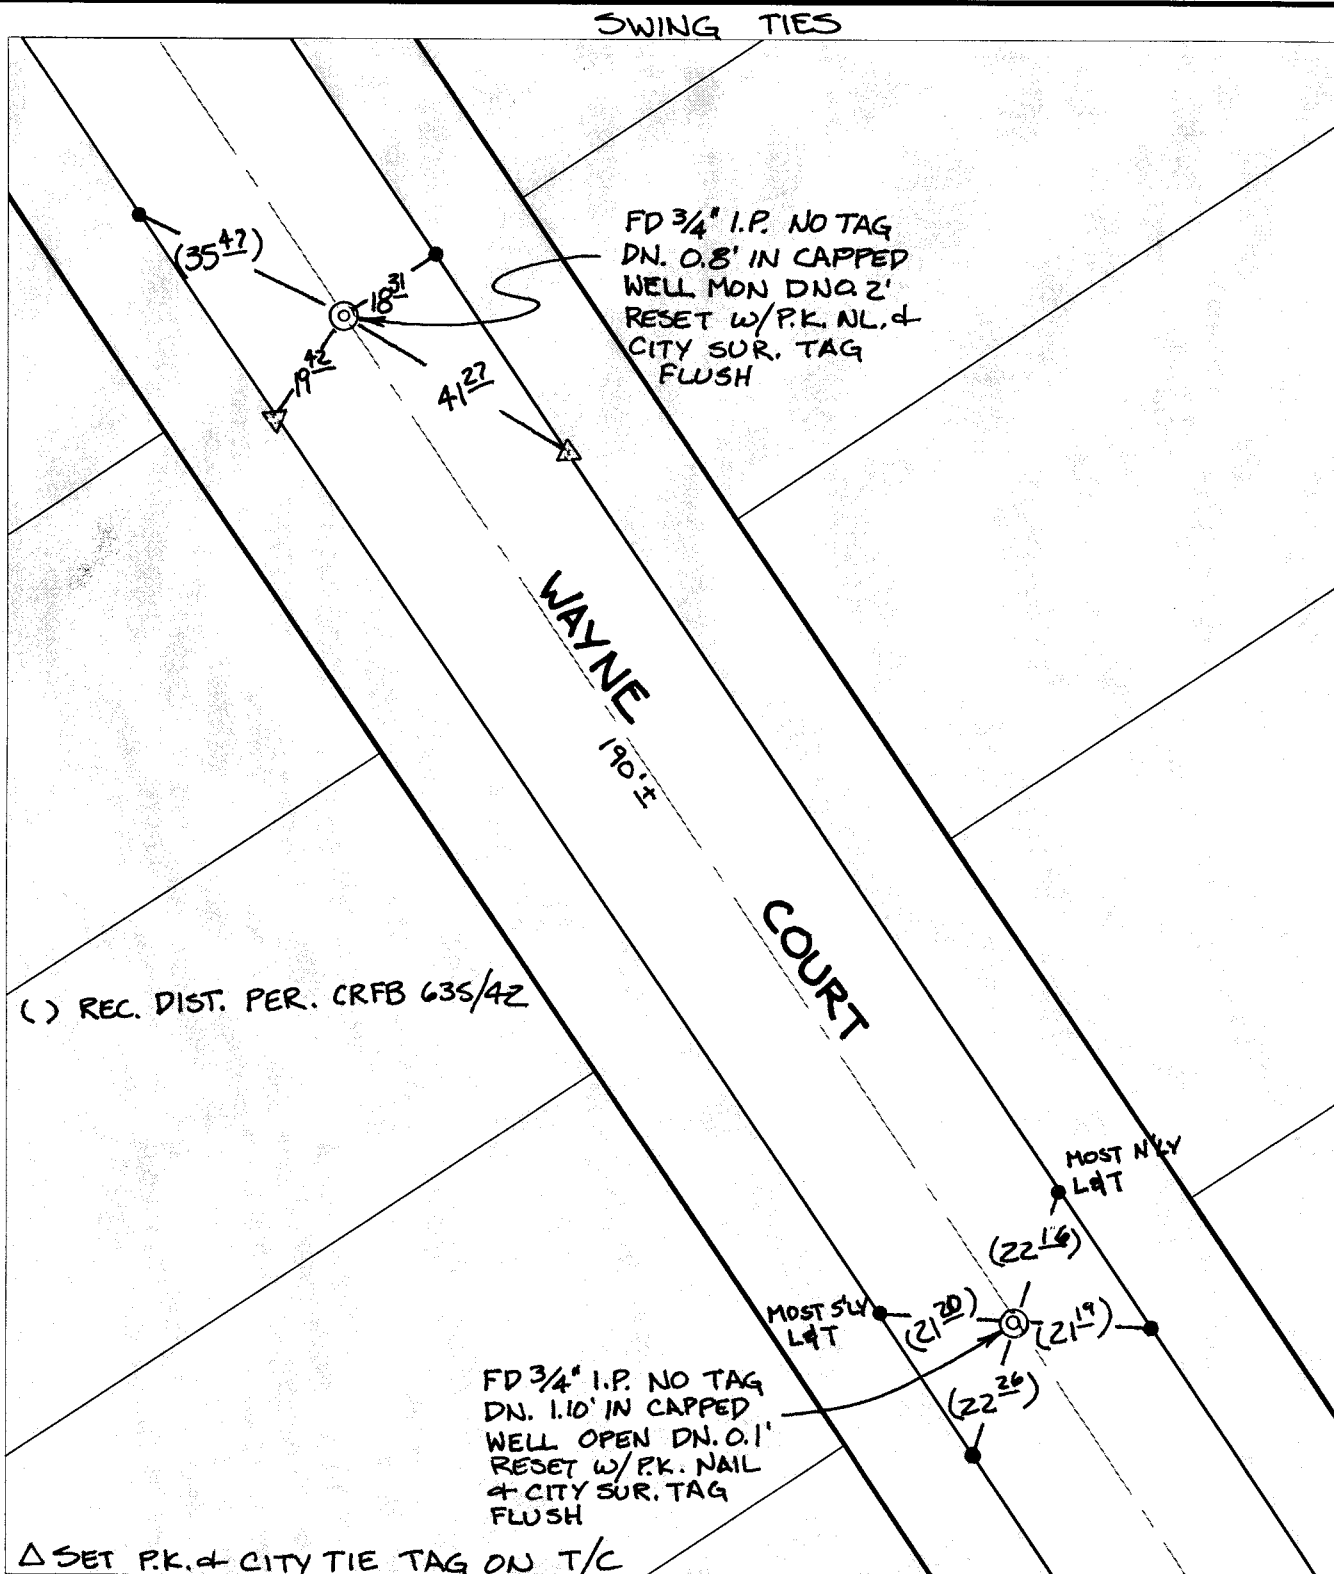 SWING TIES
FD 3/4" I.P. NO TAG
DN. 0.8' IN CAPPED
WELL MON DN 0.2'
RESET W/P.K. NL. &
CITY SUR. TAG
FLUSH
(35 47)
18 31
19 42
41 27
WAYNE
190'±
COURT
( ) REC. DIST. PER. CRFB 635/42
MOST N'LY
L&T
(22 16)
MOST S'LY
L&T
(21 20)
(21 19)
(22 26)
FD 3/4" I.P. NO TAG
DN. 1.10' IN CAPPED
WELL OPEN DN. 0.1'
RESET W/P.K. NAIL
& CITY SUR. TAG
FLUSH
△ SET P.K. & CITY TIE TAG ON T/C